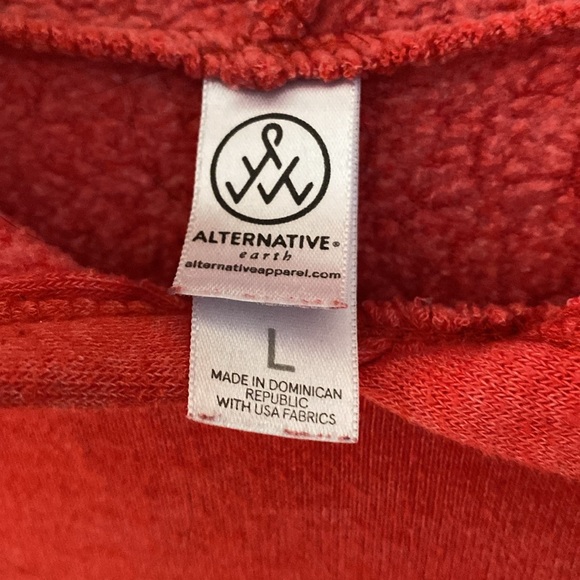 ALTERNATIVE®
earth
alternativeapparel.com
L
MADE IN DOMINICAN
REPUBLIC
WITH USA FABRICS